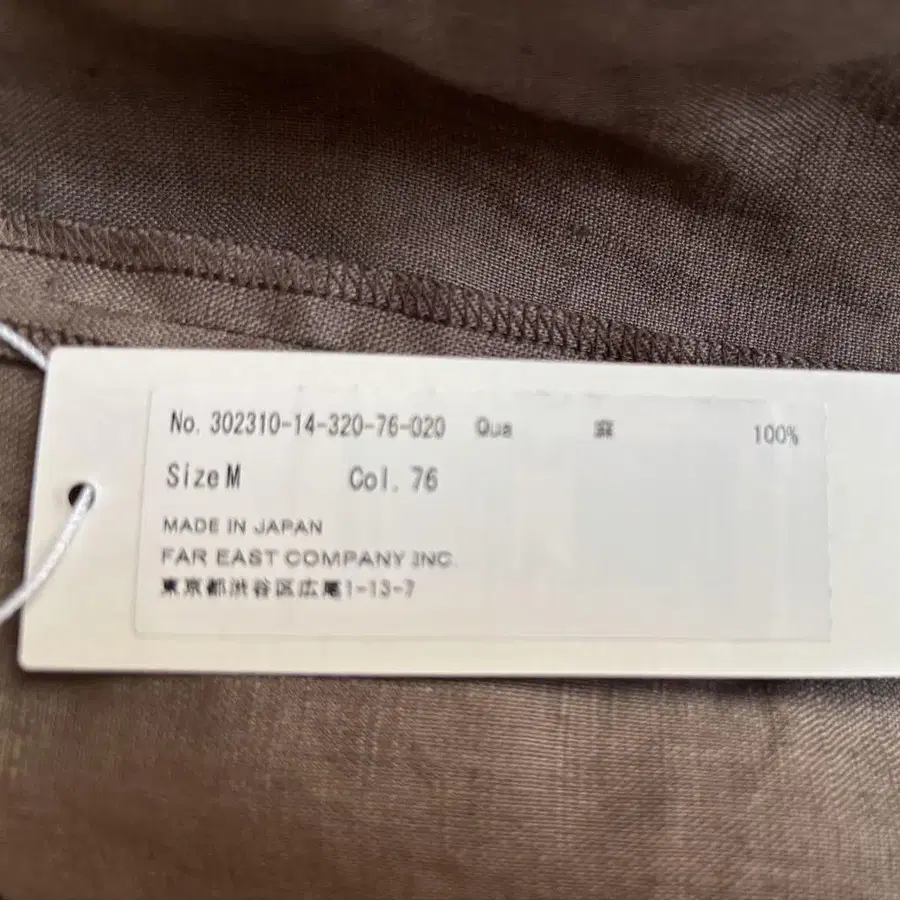 No. 302310-14-320-76-020 Qua 麻 100%
Size M Col. 76
MADE IN JAPAN
FAR EAST COMPANY INC.
東京都渋谷区広尾1-13-7